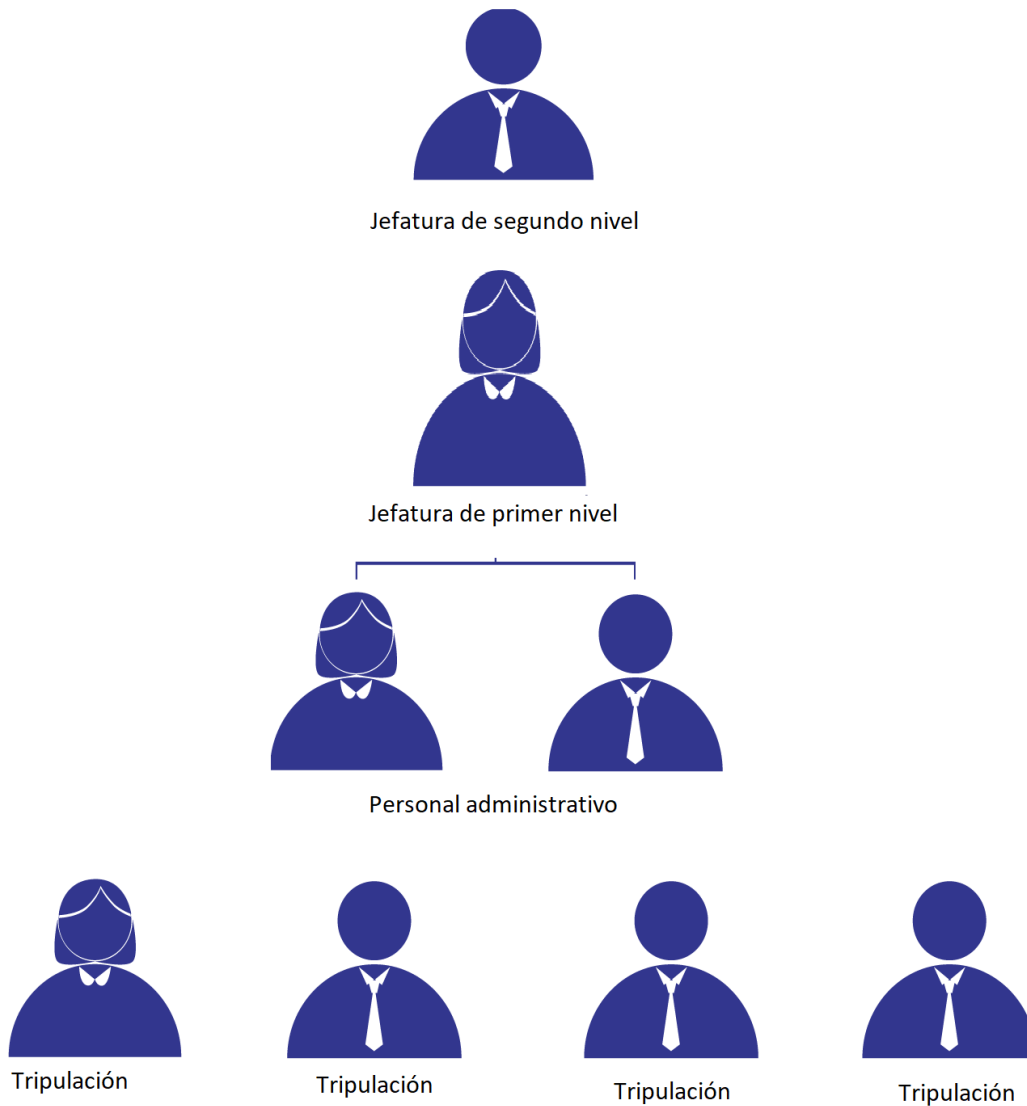 Jefatura de segundo nivel
Jefatura de primer nivel
Personal administrativo
Tripulación
Tripulación
Tripulación
Tripulación